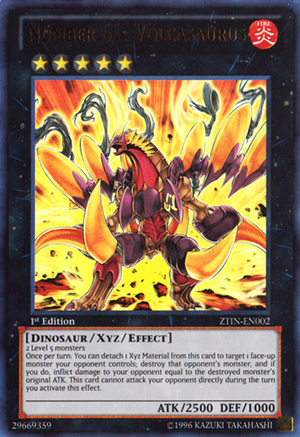 Number 61: Volcasaurus
FIRE
炎
61
1st Edition
ZTIN-EN002
[Dinosaur/Xyz/Effect]
2 Level 5 monsters
Once per turn: You can detach 1 Xyz Material from this card to target 1 face-up
monster your opponent controls; destroy that opponent's monster, and if
you do, inflict damage to your opponent equal to the destroyed monster's
original ATK. This card cannot attack your opponent directly during the turn
you activate this effect.
ATK/2500 DEF/1000
29669359
©1996 KAZUKI TAKAHASHI